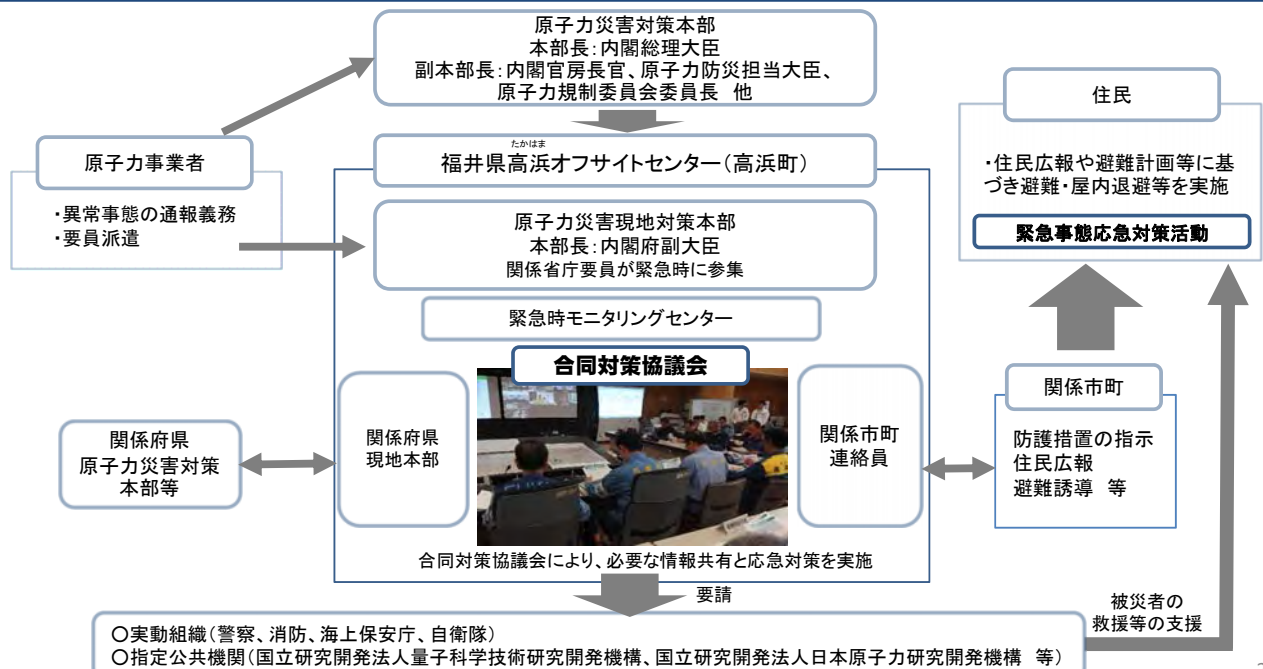 原子力災害対策本部
本部長：内閣総理大臣
副本部長：内閣官房長官、原子力防災担当大臣、
原子力規制委員会委員長　他
原子力事業者
・異常事態の通報義務
・要員派遣
たかはま
福井県高浜オフサイトセンター（高浜町）
原子力災害現地対策本部
本部長：内閣府副大臣
関係省庁要員が緊急時に参集
緊急時モニタリングセンター
合同対策協議会
関係府県
原子力災害対策
本部等
関係府県
現地本部
関係市町
連絡員
合同対策協議会により、必要な情報共有と応急対策を実施
住民
・住民広報や避難計画等に基
づき避難・屋内退避等を実施
緊急事態応急対策活動
関係市町
防護措置の指示
住民広報
避難誘導　等
要請
被災者の
救援等の支援
○実動組織（警察、消防、海上保安庁、自衛隊）
○指定公共機関（国立研究開発法人量子科学技術研究開発機構、国立研究開発法人日本原子力研究開発機構　等）